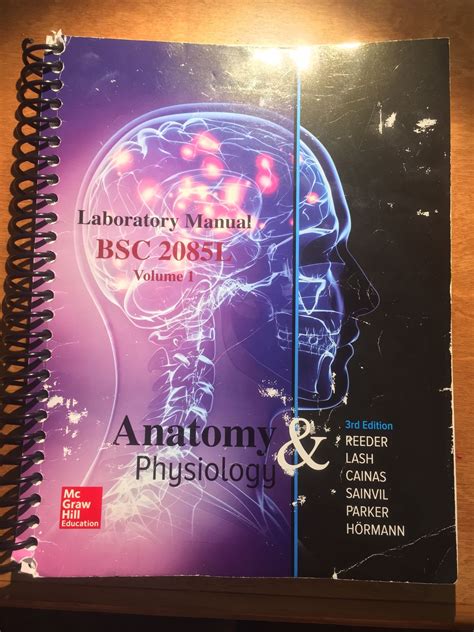 Laboratory Manual
BSC 2085L
Volume 1
Anatomy &
Physiology
3rd Edition
REEDER
LASH
CAINAS
SAINVIL
PARKER
HÖRMANN
Mc
Graw
Hill
Education